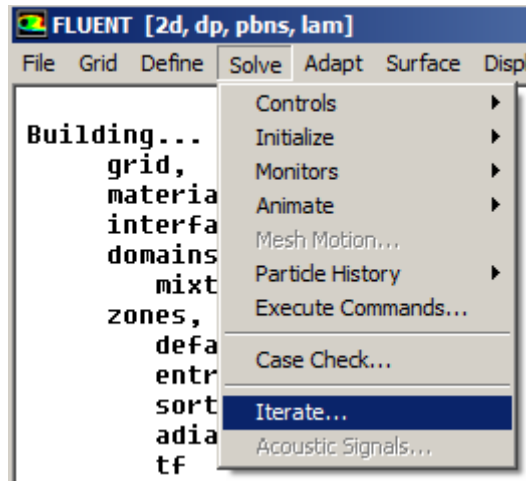 FLUENT [2d, dp, pbns, lam]
File Grid Define Solve Adapt Surface Disp
Building...
grid,
materia
interfa
domains
mixt
zones,
defa
entr
sort
adia
tf
Controls
Initialize
Monitors
Animate
Mesh Motion...
Particle History
Execute Commands...
Case Check...
Iterate...
Acoustic Signals...